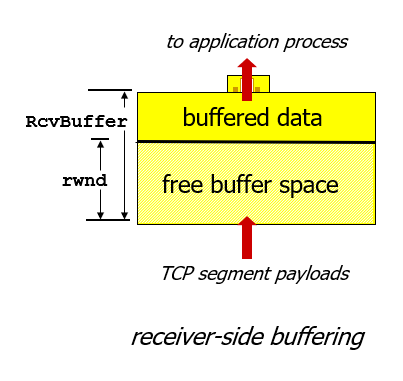 to application process
buffered data
RcvBuffer
rwnd
free buffer space
TCP segment payloads
receiver-side buffering